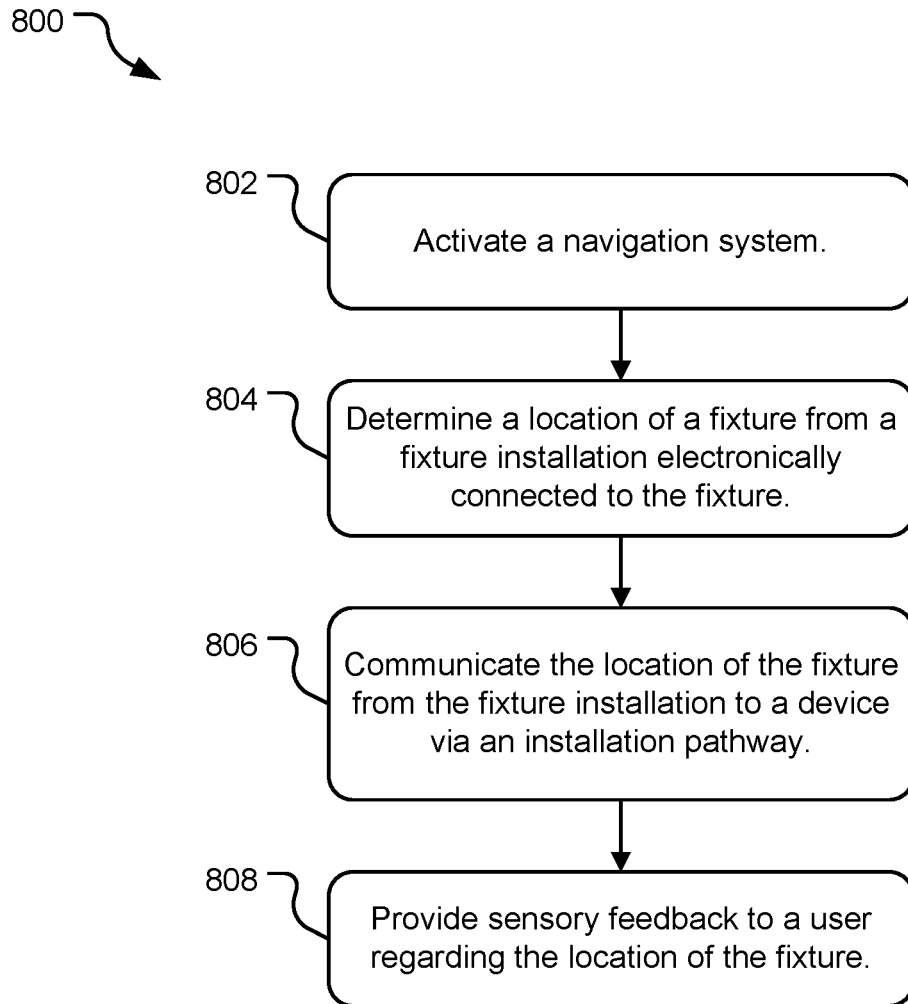 800
802
Activate a navigation system.
804
Determine a location of a fixture from a
fixture installation electronically
connected to the fixture.
806
Communicate the location of the fixture
from the fixture installation to a device
via an installation pathway.
808
Provide sensory feedback to a user
regarding the location of the fixture.